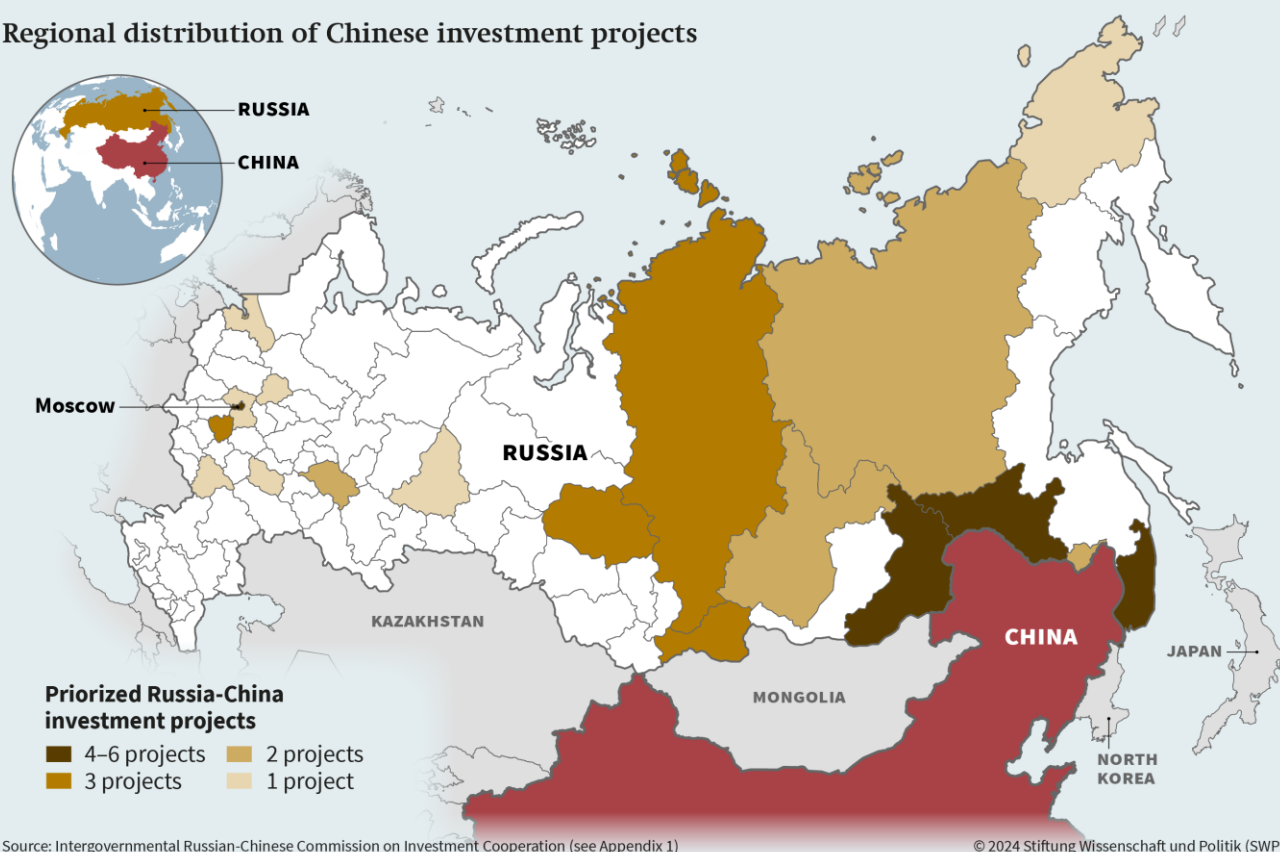 Regional distribution of Chinese investment projects
RUSSIA
CHINA
Moscow
RUSSIA
KAZAKHSTAN
MONGOLIA
CHINA
JAPAN
NORTH
KOREA
Priorized Russia-China
investment projects
4–6 projects
2 projects
3 projects
1 project
Source: Intergovernmental Russian-Chinese Commission on Investment Cooperation (see Appendix 1)
© 2024 Stiftung Wissenschaft und Politik (SWP